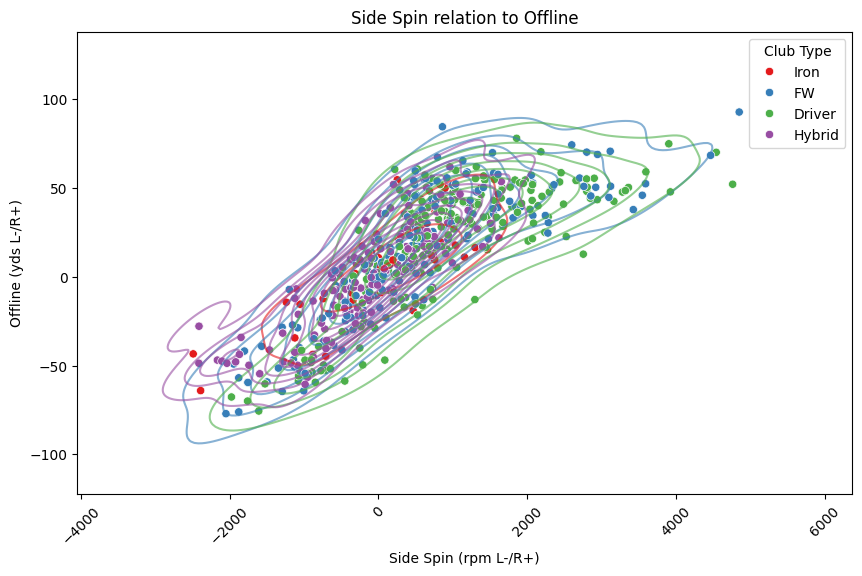 Side Spin relation to Offline
Club Type
Iron
FW
Driver
Hybrid
Offline (yds L-/R+)
100
50
0
−50
−100
−4000
−2000
0
2000
4000
6000
Side Spin (rpm L-/R+)